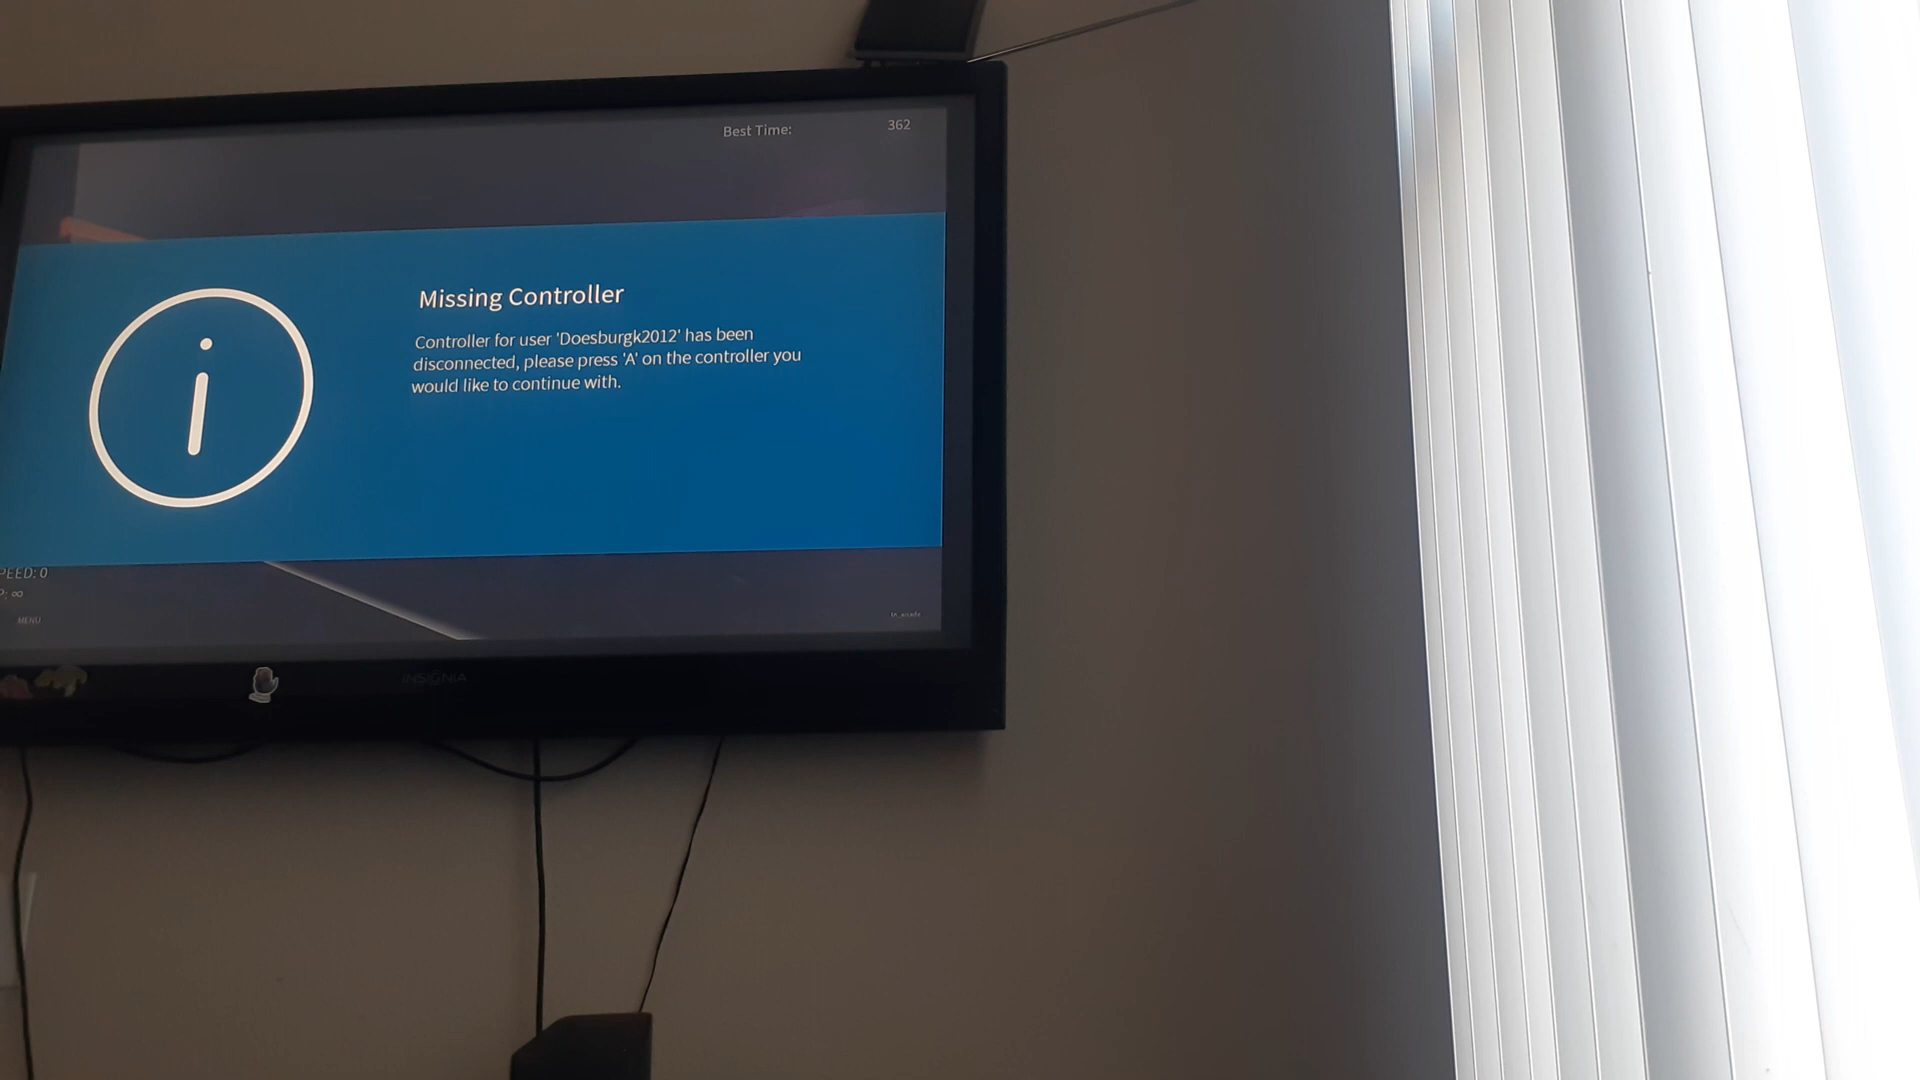 Best Time: 362
Missing Controller
Controller for user 'Doesburgk2012' has been
disconnected, please press 'A' on the controller you
would like to continue with.
PEED: 0
P: ∞
MENU
INSIGNIA